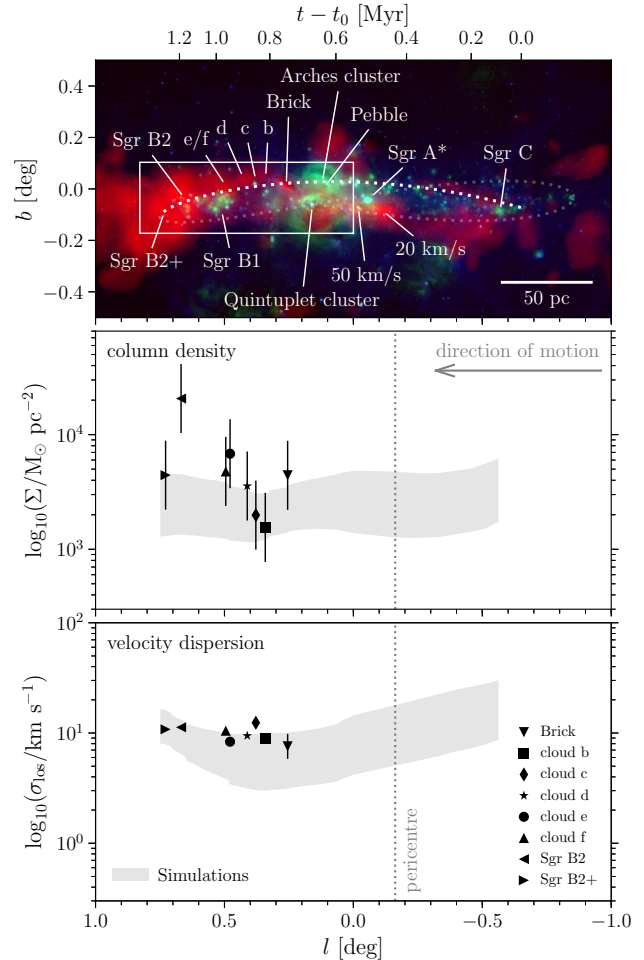 t − t₀ [Myr]
1.2 1.0 0.8 0.6 0.4 0.2 0.0
Arches cluster
Brick
Pebble
Sgr B2 e/f d c b
Sgr A*
Sgr C
Sgr B2+ Sgr B1
50 km/s
20 km/s
Quintuplet cluster
50 pc
b [deg]
0.4
0.2
0.0
−0.2
−0.4
column density
direction of motion
log₁₀(Σ/M☉ pc⁻²)
10⁴
10³
velocity dispersion
log₁₀(σ_los/km s⁻¹)
10²
10¹
10⁰
pericentre
Brick
cloud b
cloud c
cloud d
cloud e
cloud f
Sgr B2
Sgr B2+
Simulations
1.0 0.5 0.0 −0.5 −1.0
l [deg]